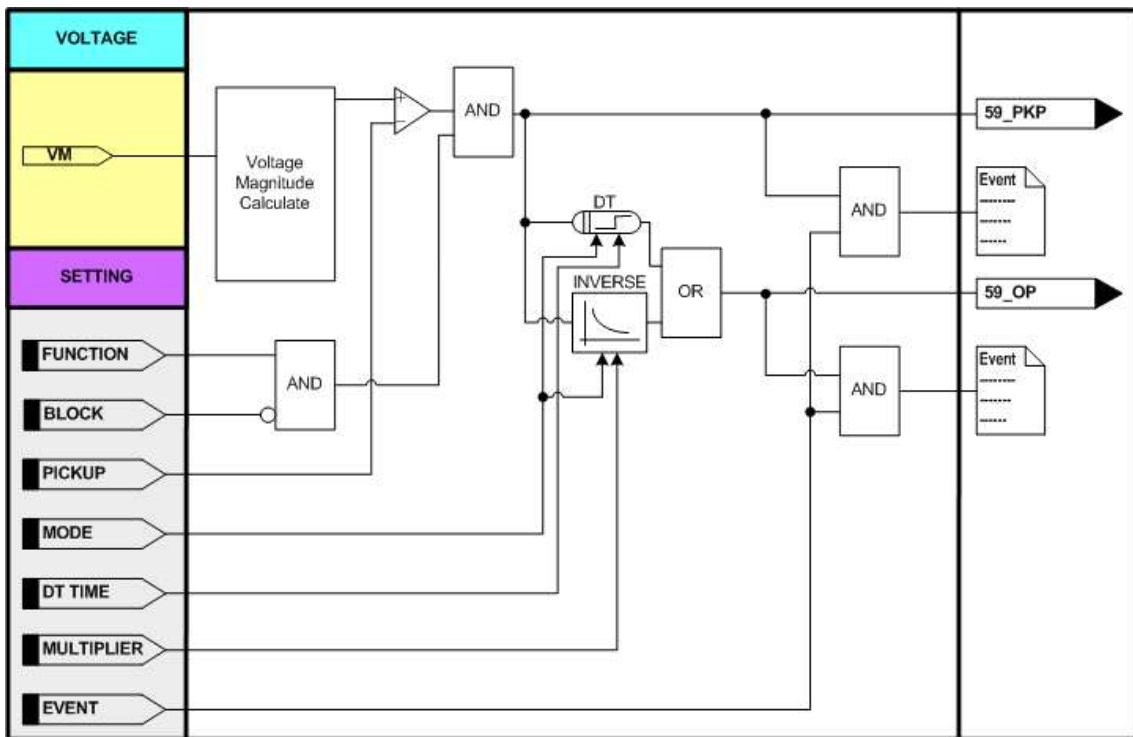 VOLTAGE
VM
SETTING
FUNCTION
BLOCK
PICKUP
MODE
DT TIME
MULTIPLIER
EVENT
Voltage
Magnitude
Calculate
+
−
AND
AND
DT
INVERSE
OR
AND
AND
59_PKP
Event
--------
-------
------
59_OP
Event
--------
-------
------